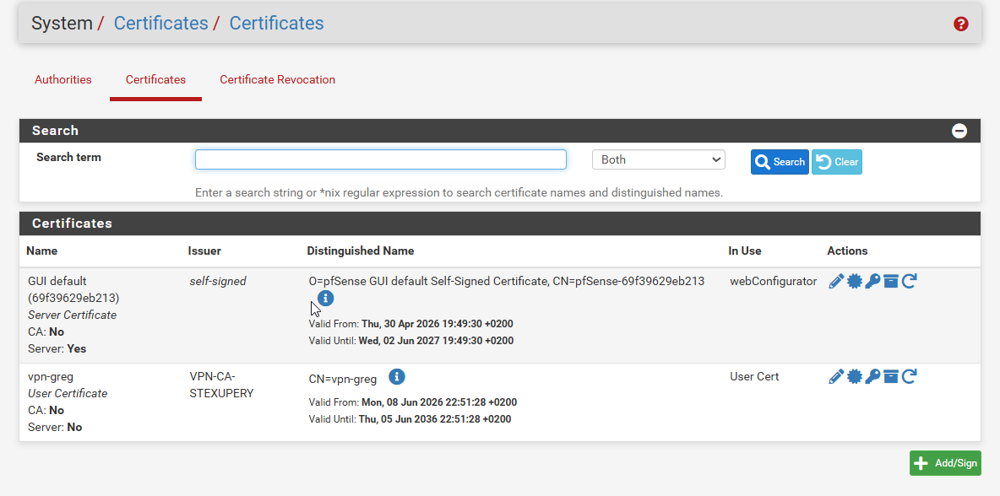 System / Certificates / Certificates
Authorities Certificates Certificate Revocation
Search
Search term Both Search Clear
Enter a search string or *nix regular expression to search certificate names and distinguished names.
Certificates
Name Issuer Distinguished Name In Use Actions
GUI default self-signed O=pfSense GUI default Self-Signed Certificate, CN=pfSense-69f39629eb213 webConfigurator
(69f39629eb213)
Server Certificate
Valid From: Thu, 30 Apr 2026 19:49:30 +0200
CA: No
Valid Until: Wed, 02 Jun 2027 19:49:30 +0200
Server: Yes
vpn-greg VPN-CA- CN=vpn-greg User Cert
User Certificate STEXUPERY
Valid From: Mon, 08 Jun 2026 22:51:28 +0200
CA: No
Valid Until: Thu, 05 Jun 2036 22:51:28 +0200
Server: No
Add/Sign